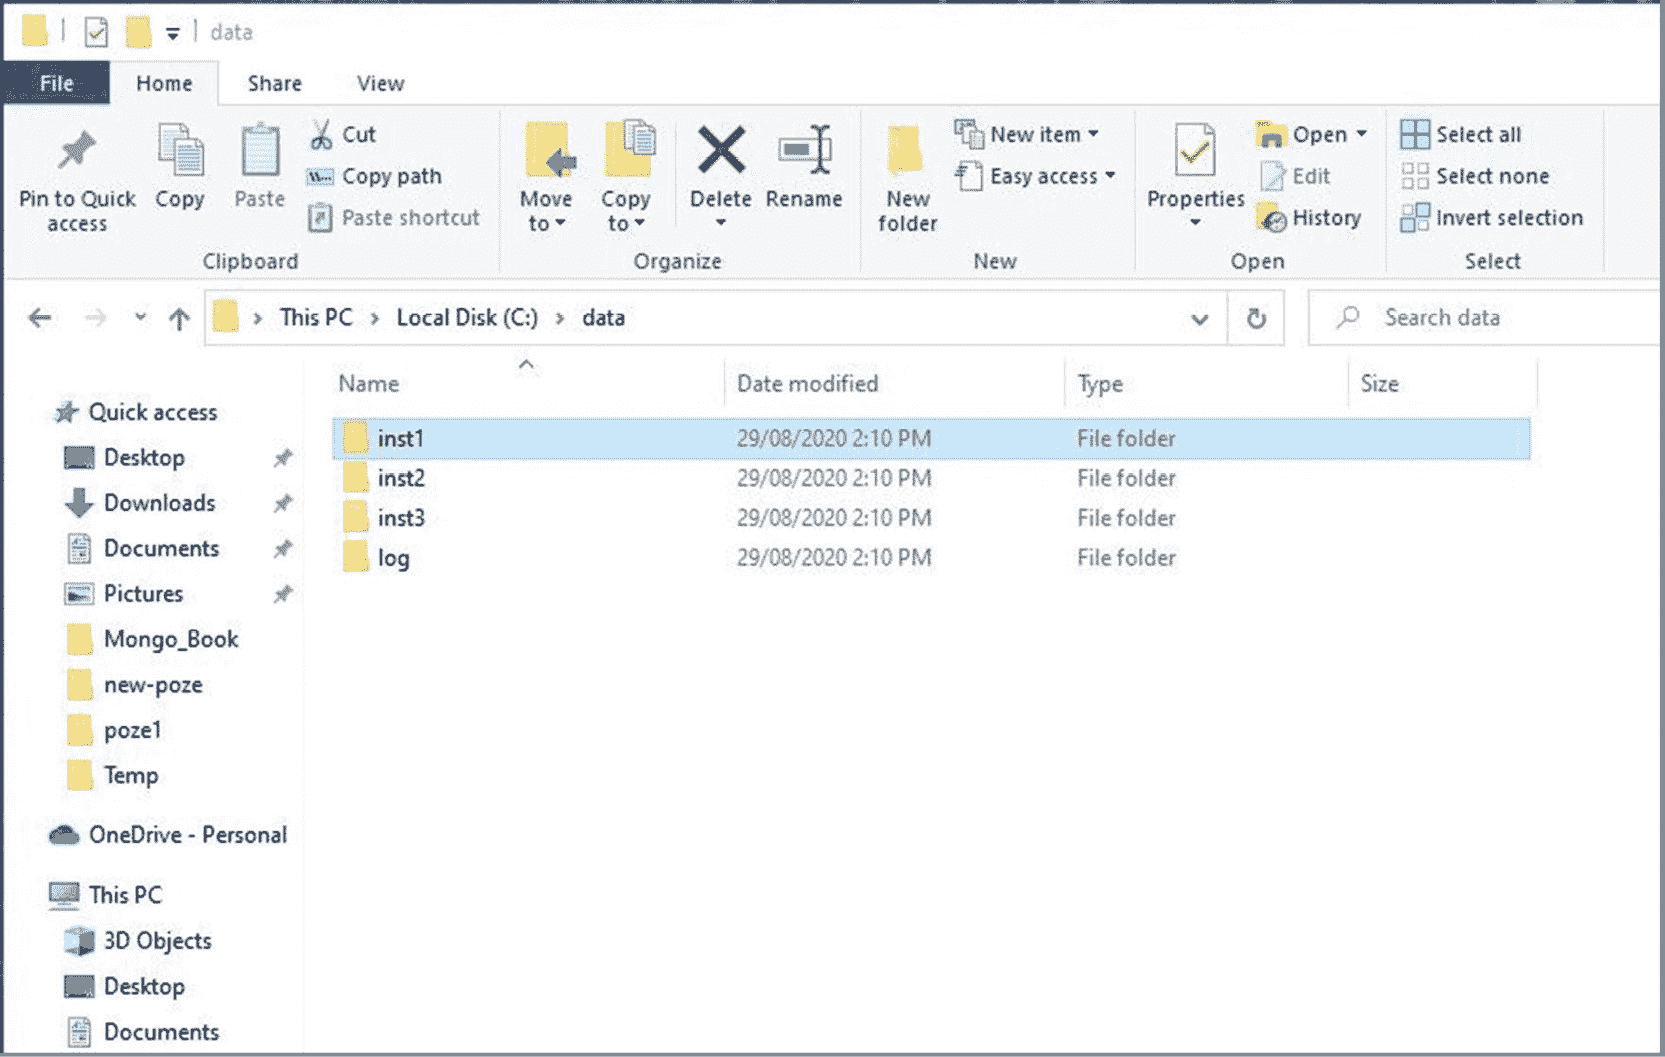 data
File Home Share View
Pin to Quick access
Copy
Paste
Cut
Copy path
Paste shortcut
Clipboard
Move to
Copy to
Delete
Rename
Organize
New folder
New item
Easy access
New
Properties
Open
Edit
History
Open
Select all
Select none
Invert selection
Select
This PC Local Disk (C:) data
Search data
Name Date modified Type Size
inst1 29/08/2020 2:10 PM File folder
inst2 29/08/2020 2:10 PM File folder
inst3 29/08/2020 2:10 PM File folder
log 29/08/2020 2:10 PM File folder
Quick access
Desktop
Downloads
Documents
Pictures
Mongo_Book
new-poze
poze1
Temp
OneDrive - Personal
This PC
3D Objects
Desktop
Documents